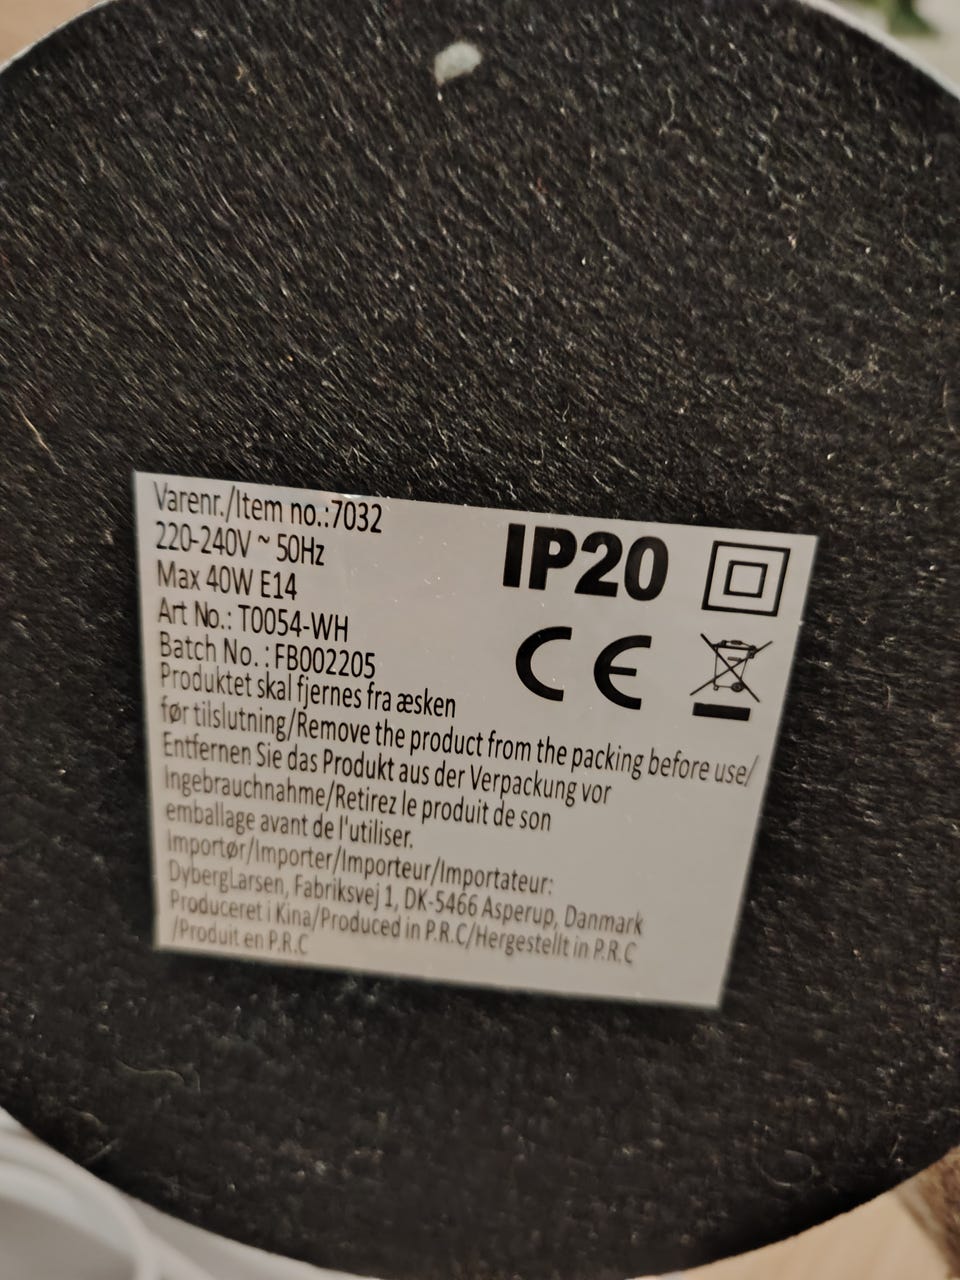 Varenr./Item no.:7032
220-240V ~ 50Hz
Max 40W E14
Art No.: T0054-WH
Batch No. : FB002205
Produktet skal fjernes fra æsken
før tilslutning/Remove the product from the packing before use/
Entfernen Sie das Produkt aus der Verpackung vor
Ingebrauchnahme/Retirez le produit de son
emballage avant de l'utiliser.
Importør/Importer/Importeur/Importateur:
DybergLarsen, Fabriksvej 1, DK-5466 Asperup, Danmark
Produceret i Kina/Produced in P.R.C/Hergestellt in P.R.C
/Produit en P.R.C
IP20
CE